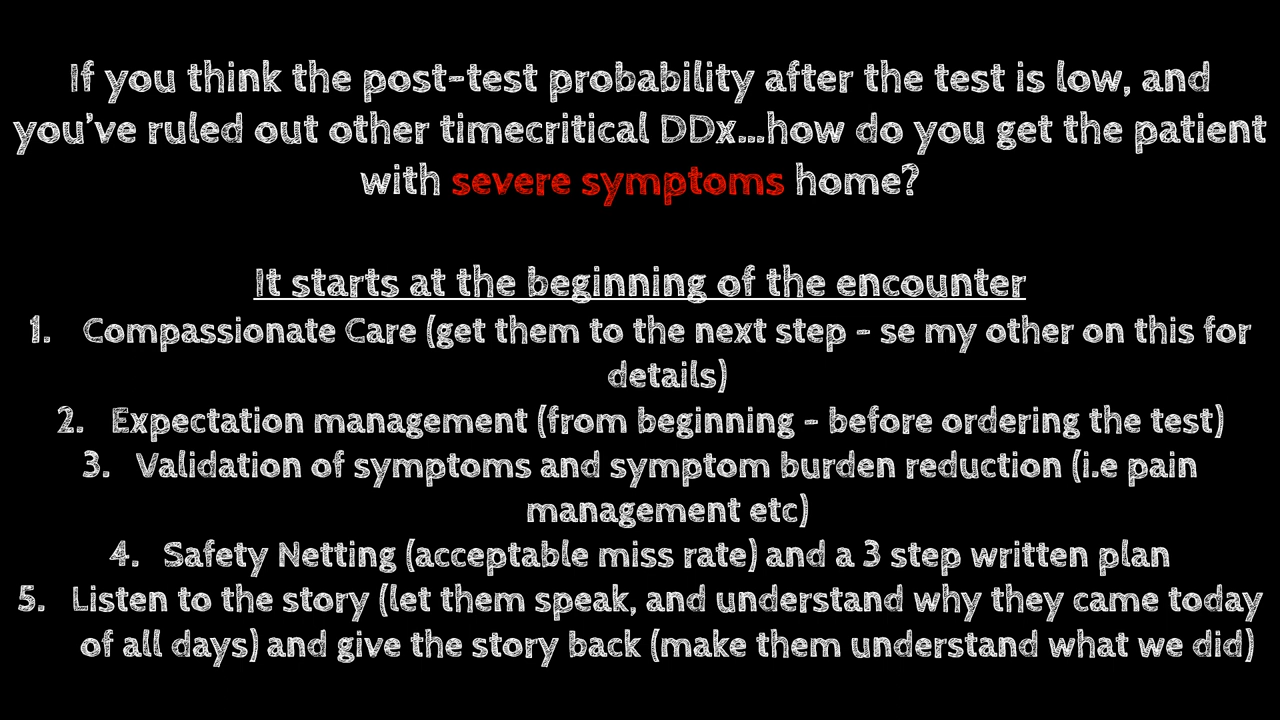 If you think the post-test probability after the test is low, and
you've ruled out other timecritical DDx...how do you get the patient
with severe symptoms home?
It starts at the beginning of the encounter
1. Compassionate Care (get them to the next step - se my other on this for
details)
2. Expectation management (from beginning - before ordering the test)
3. Validation of symptoms and symptom burden reduction (i.e pain
management etc)
4. Safety Netting (acceptable miss rate) and a 3 step written plan
5. Listen to the story (let them speak, and understand why they came today
of all days) and give the story back (make them understand what we did)